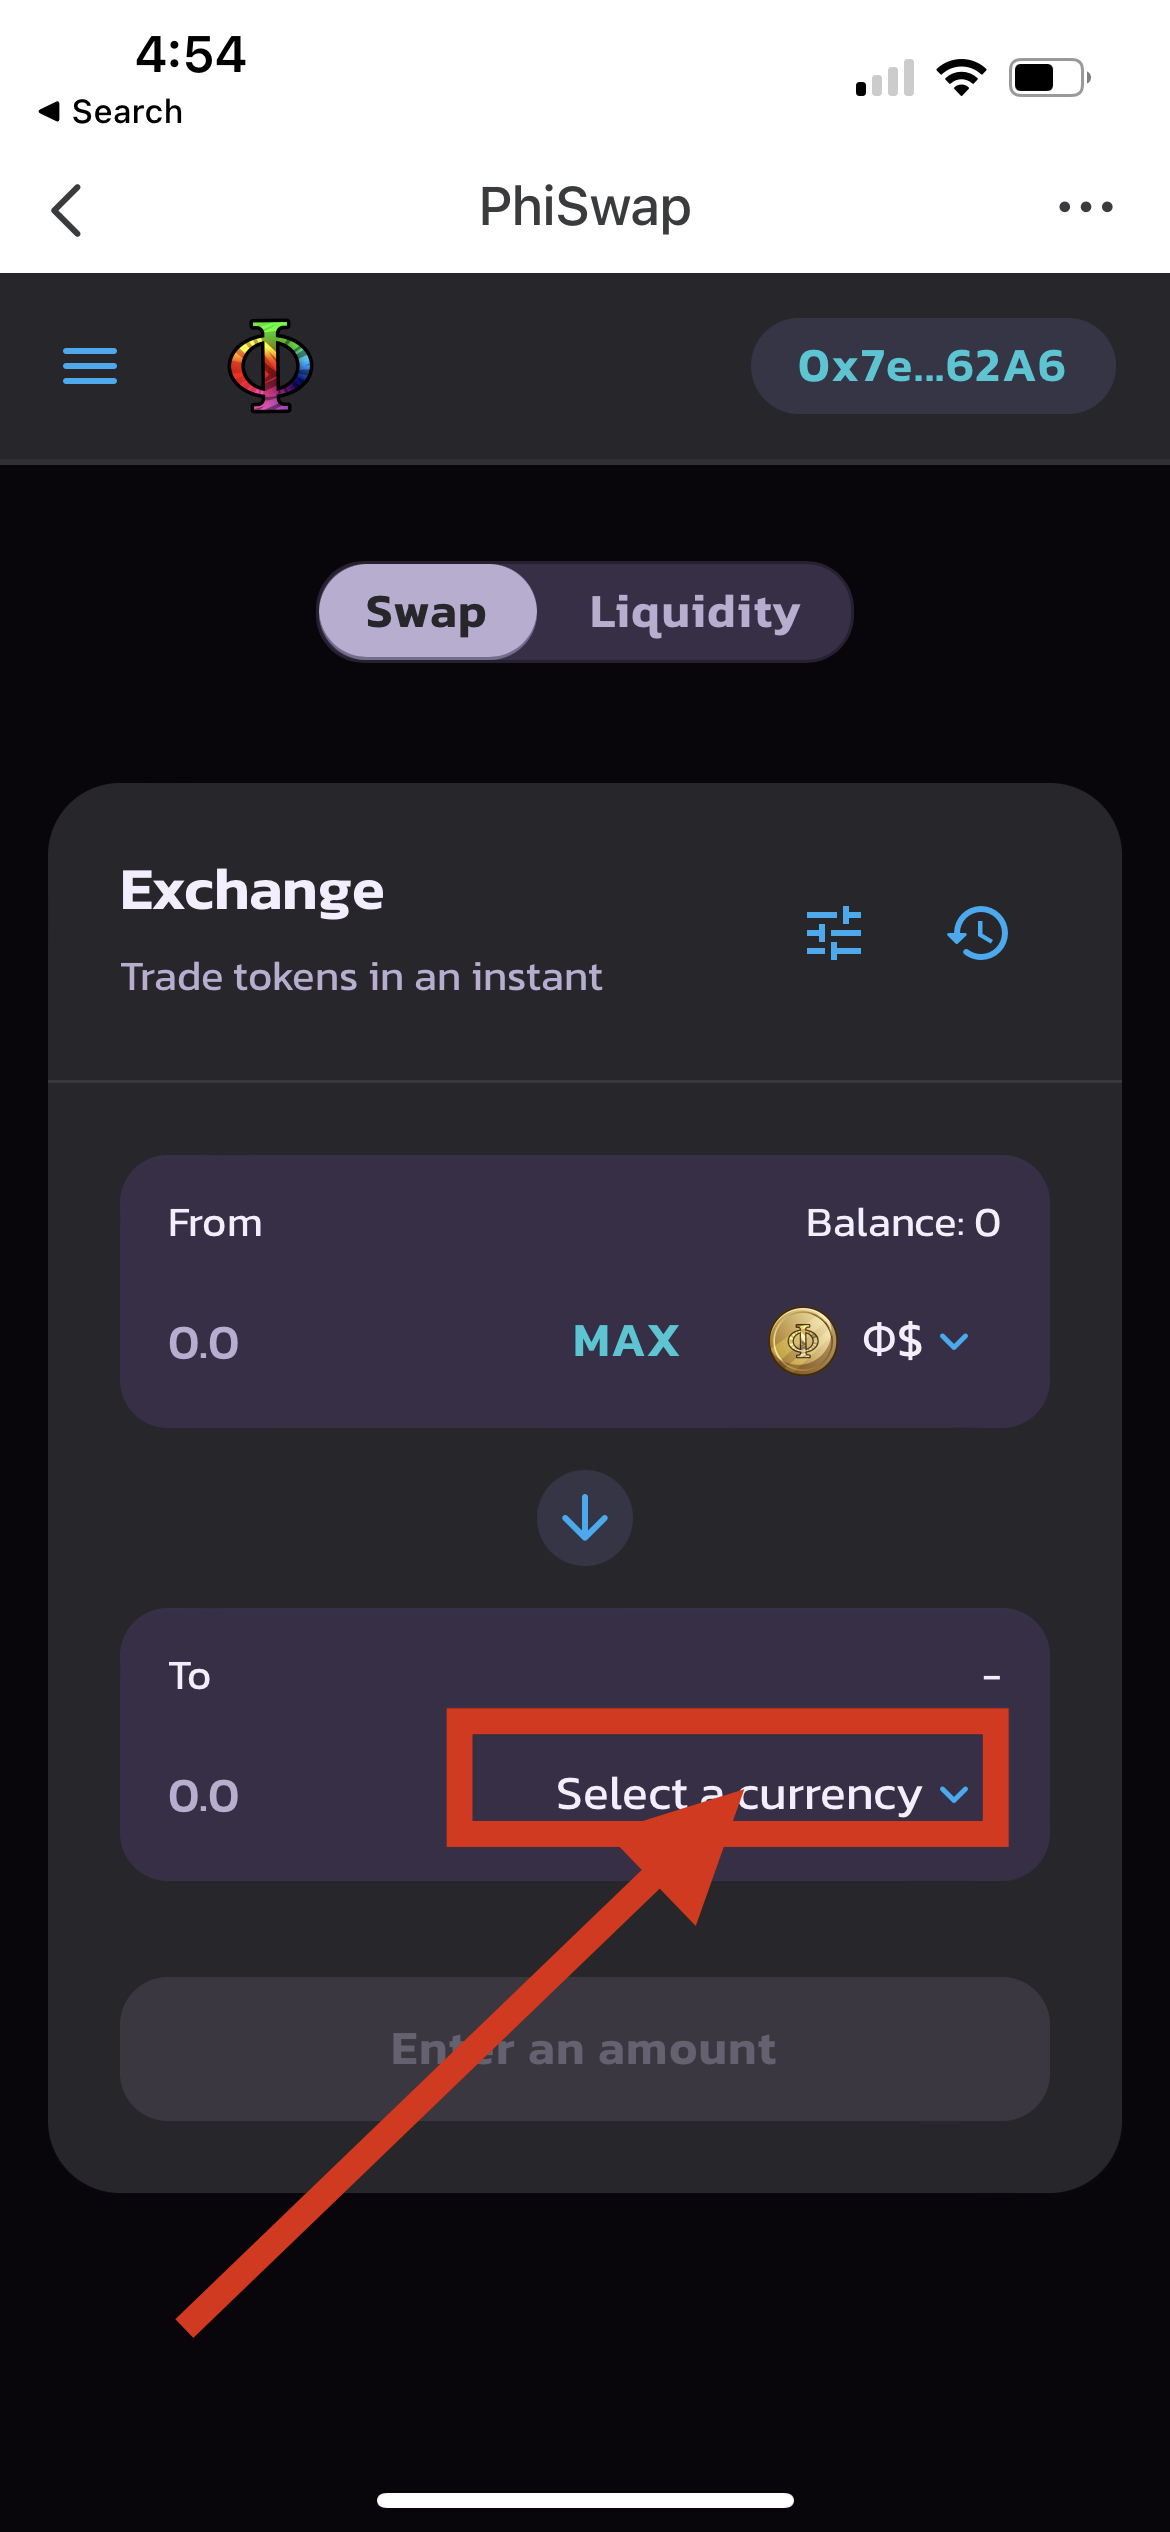 4:54
Search
PhiSwap
0x7e...62A6
Swap Liquidity
Exchange
Trade tokens in an instant
From Balance: 0
0.0 MAX Φ$
To -
0.0 Select a currency
Enter an amount